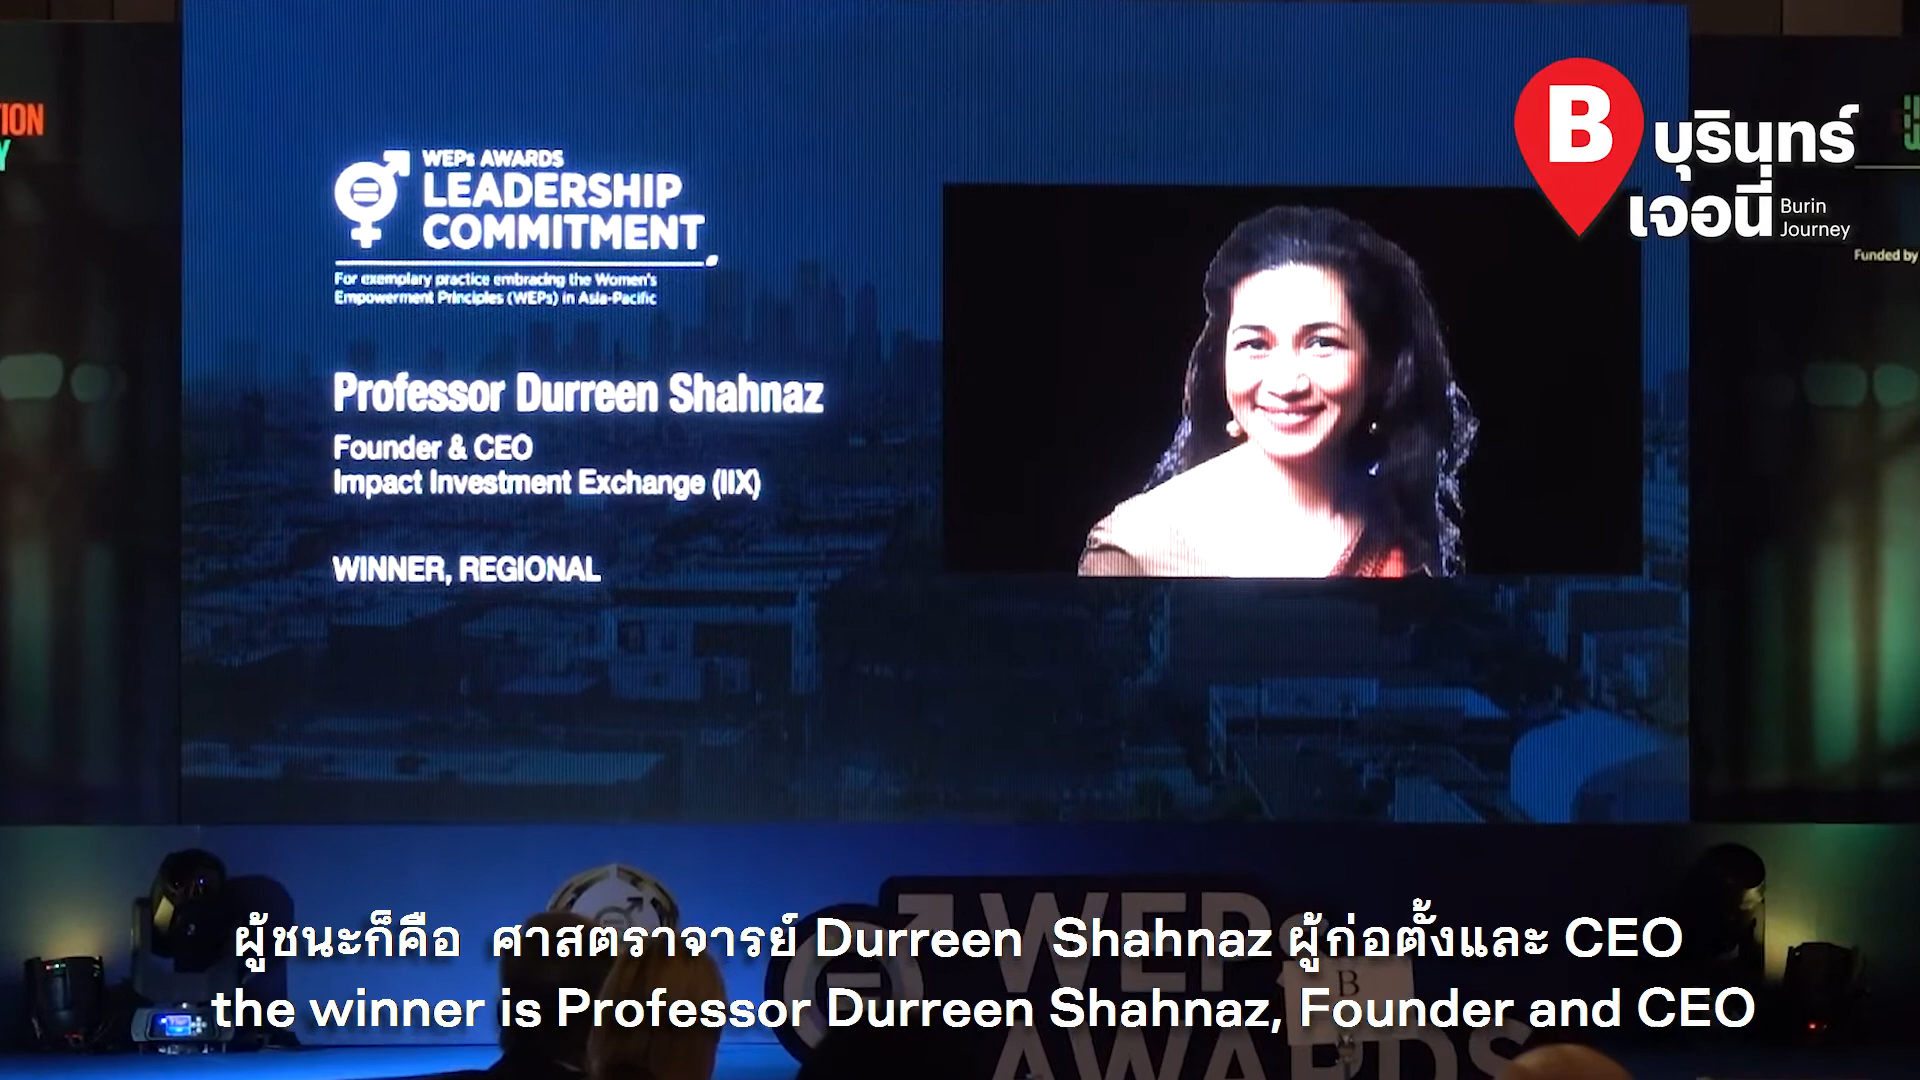 TION
Y
WEPs AWARDS
LEADERSHIP
COMMITMENT
For exemplary practice embracing the Women's
Empowerment Principles (WEPs) in Asia-Pacific
Professor Durreen Shahnaz
Founder & CEO
Impact Investment Exchange (IIX)
WINNER, REGIONAL
B
บุรินทร์
เจอนี่
Burin
Journey
Funded by
WEPs
AWARDS
B
ผู้ชนะก็คือ ศาสตราจารย์ Durreen Shahnaz ผู้ก่อตั้งและ CEO
the winner is Professor Durreen Shahnaz, Founder and CEO